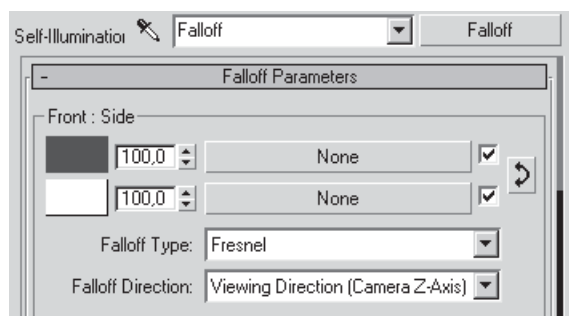 Self-Illumination Falloff Falloff
- Falloff Parameters
Front : Side
100,0 None
100,0 None
Falloff Type: Fresnel
Falloff Direction: Viewing Direction (Camera Z-Axis)